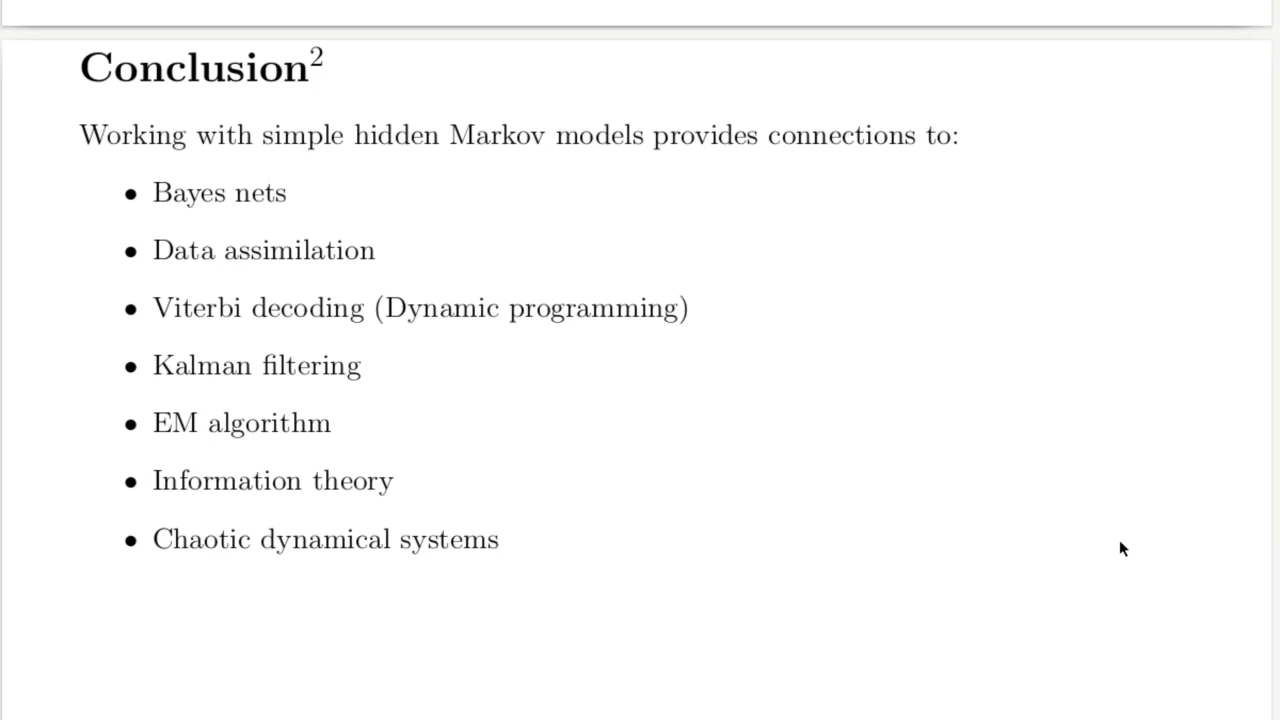 Conclusion²
Working with simple hidden Markov models provides connections to:
• Bayes nets
• Data assimilation
• Viterbi decoding (Dynamic programming)
• Kalman filtering
• EM algorithm
• Information theory
• Chaotic dynamical systems